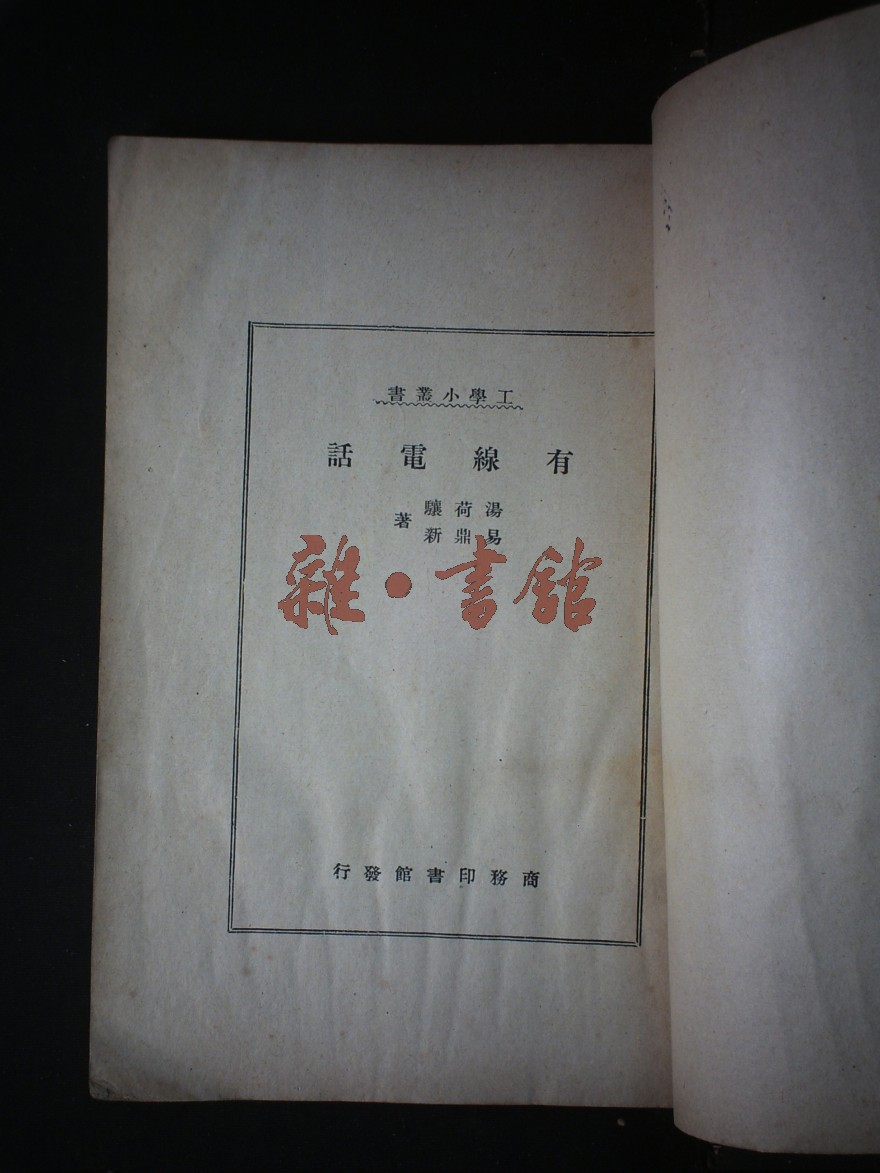 工學小叢書
有線電話
湯荷驤
易鼎新
著
雜·書館
商務印書館發行